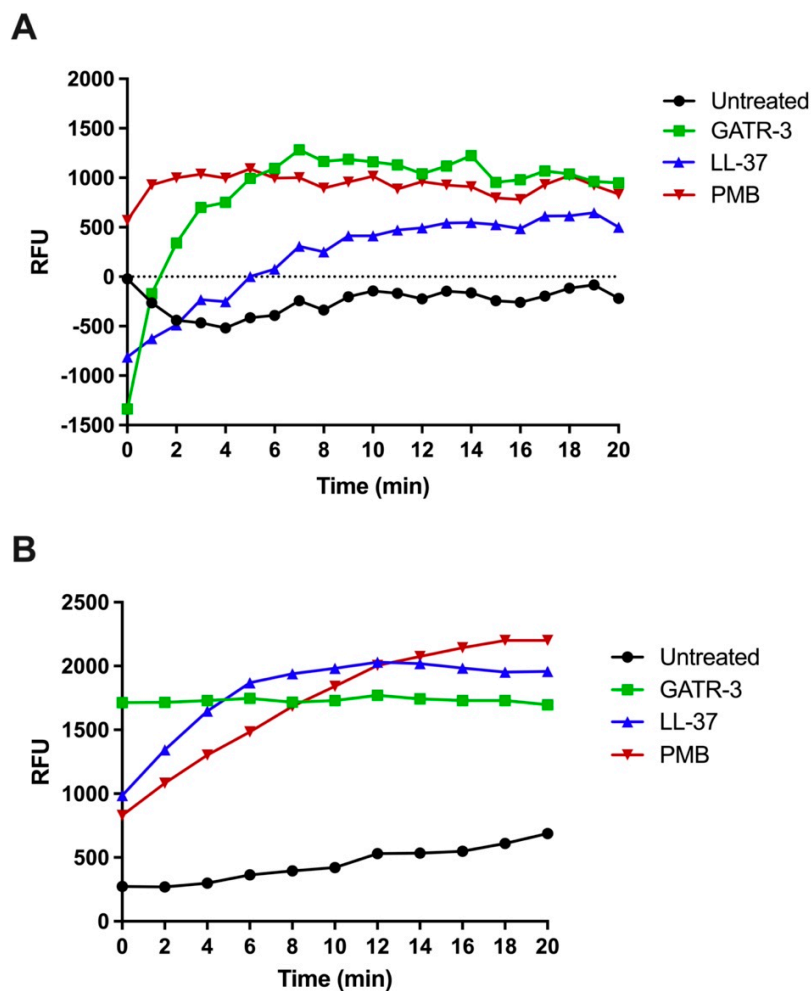 A
2000
1500
1000
500
0
-500
-1000
-1500
RFU
0 2 4 6 8 10 12 14 16 18 20
Time (min)
Untreated
GATR-3
LL-37
PMB
B
2500
2000
1500
1000
500
0
RFU
0 2 4 6 8 10 12 14 16 18 20
Time (min)
Untreated
GATR-3
LL-37
PMB